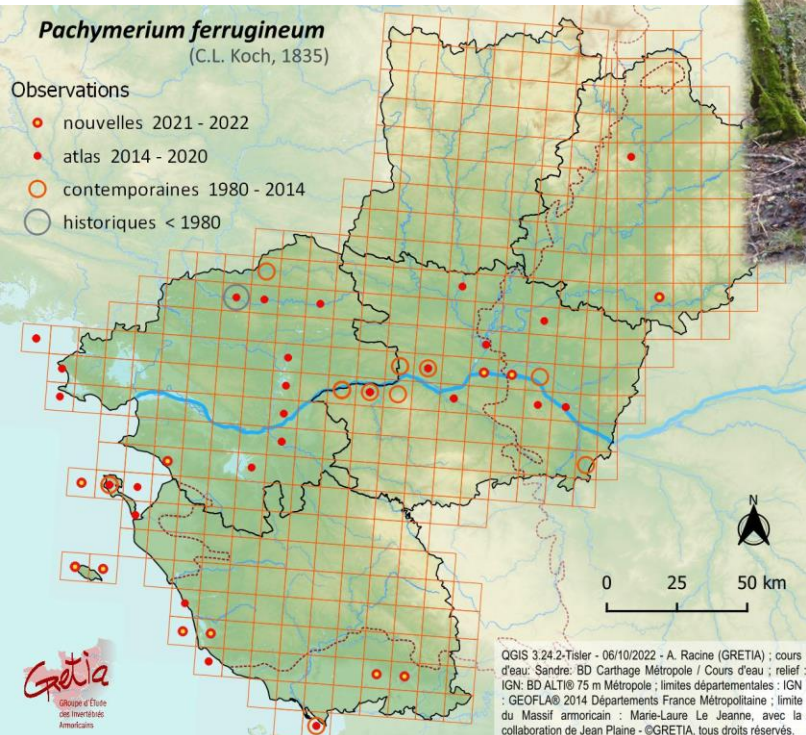 Pachymerium ferrugineum
(C.L. Koch, 1835)
Observations
nouvelles 2021 - 2022
atlas 2014 - 2020
contemporaines 1980 - 2014
historiques < 1980
N
0 25 50 km
Gretia
GRoupe d'ÉTude
des Invertébrés
Armoricains
QGIS 3.24.2-Tisler - 06/10/2022 - A. Racine (GRETIA) ; cours
d'eau: Sandre: BD Carthage Métropole / Cours d'eau ; relief :
IGN: BD ALTI® 75 m Métropole ; limites départementales : IGN
: GEOFLA® 2014 Départements France Métropolitaine ; limite
du Massif armoricain : Marie-Laure Le Jeanne, avec la
collaboration de Jean Plaine - ©GRETIA, tous droits réservés.